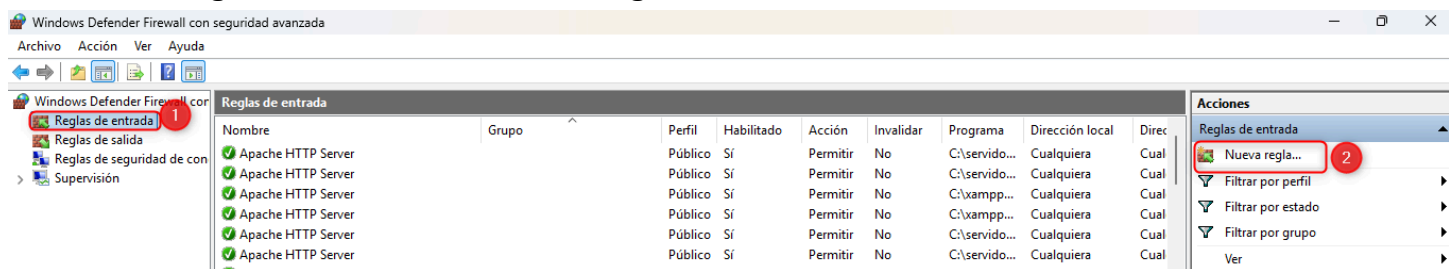 Windows Defender Firewall con seguridad avanzada
Archivo Acción Ver Ayuda
Windows Defender Firewall cor
Reglas de entrada 1
Reglas de salida
Reglas de seguridad de con
Supervisión
Reglas de entrada
Nombre Grupo Perfil Habilitado Acción Invalidar Programa Dirección local Direc
Apache HTTP Server Público Sí Permitir No C:\servido... Cualquiera Cual
Apache HTTP Server Público Sí Permitir No C:\servido... Cualquiera Cual
Apache HTTP Server Público Sí Permitir No C:\xampp... Cualquiera Cual
Apache HTTP Server Público Sí Permitir No C:\xampp... Cualquiera Cual
Apache HTTP Server Público Sí Permitir No C:\servido... Cualquiera Cual
Apache HTTP Server Público Sí Permitir No C:\servido... Cualquiera Cual
Acciones
Reglas de entrada
Nueva regla... 2
Filtrar por perfil
Filtrar por estado
Filtrar por grupo
Ver